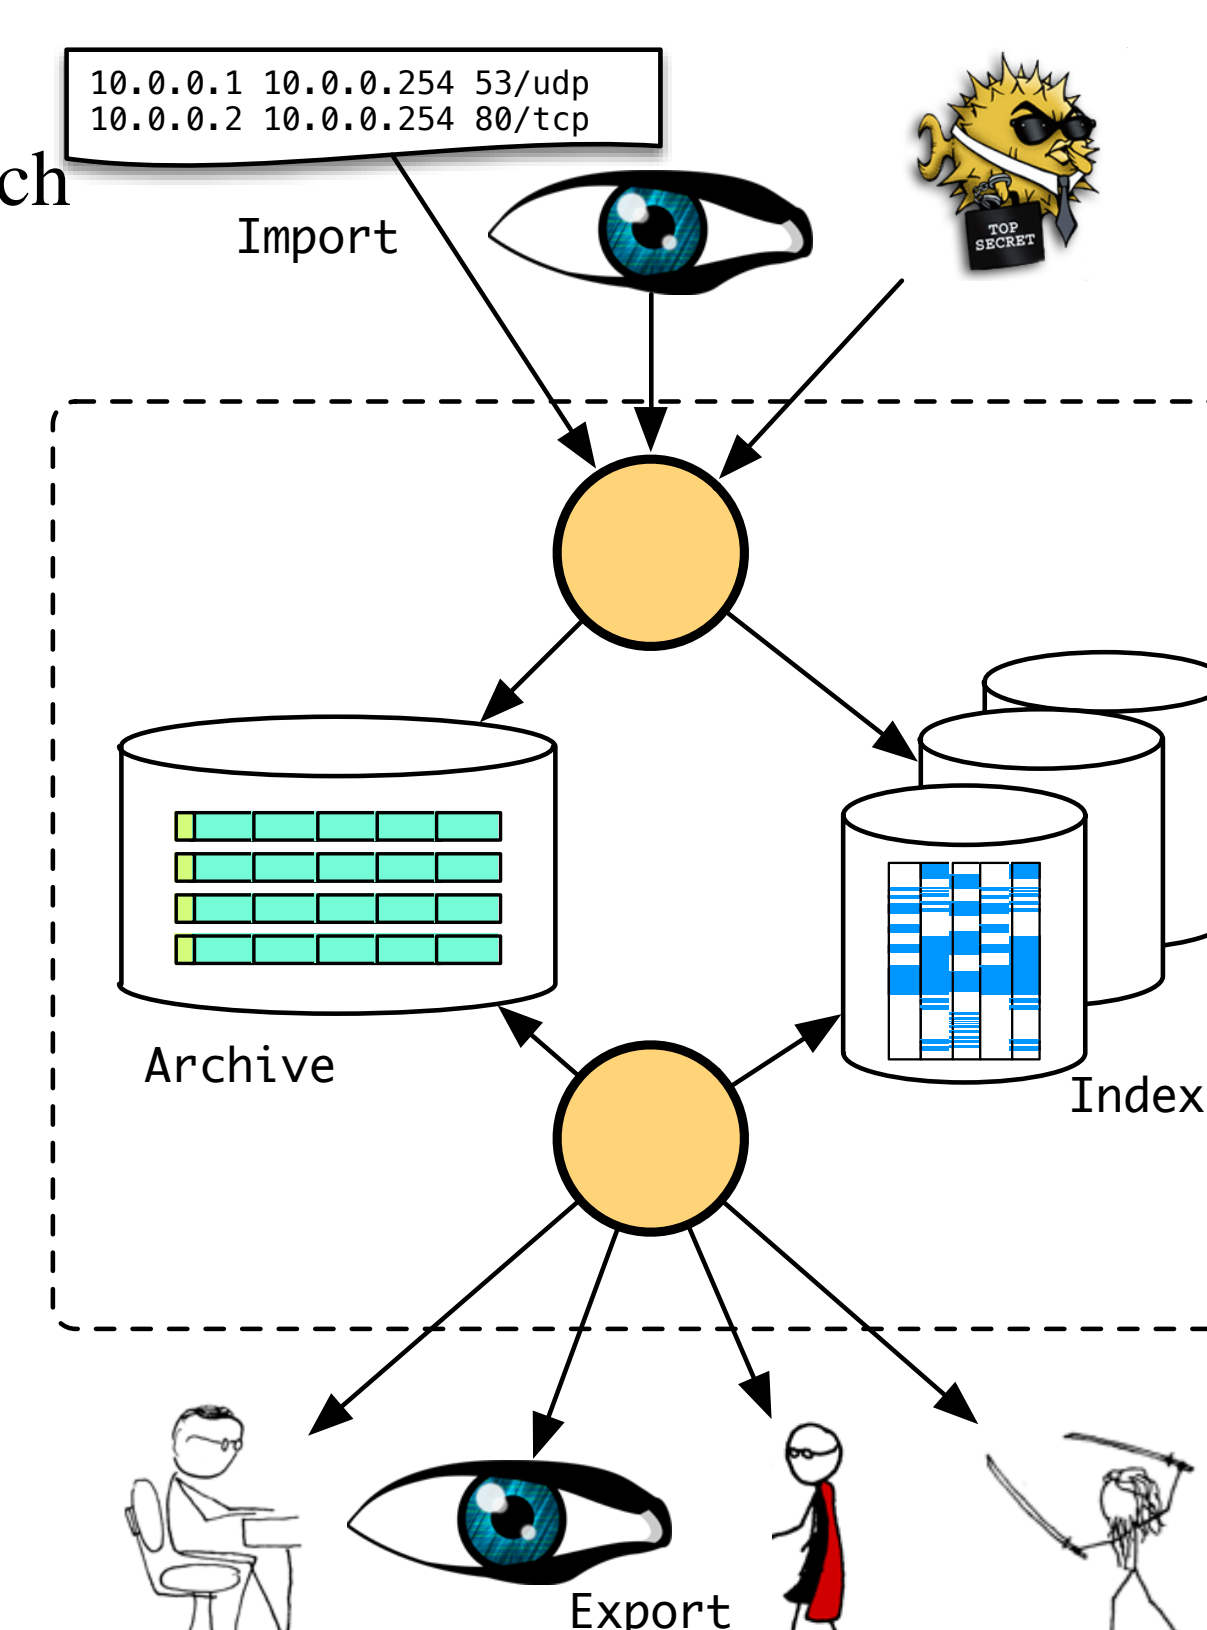 10.0.0.1 10.0.0.254 53/udp
10.0.0.2 10.0.0.254 80/tcp
ch
Import
TOP
SECRET
Archive
Index
Export